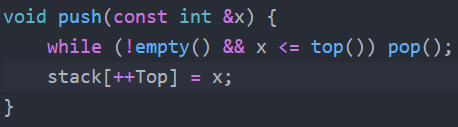 void push(const int &x) {
    while (!empty() && x <= top()) pop();
    stack[++Top] = x;
}